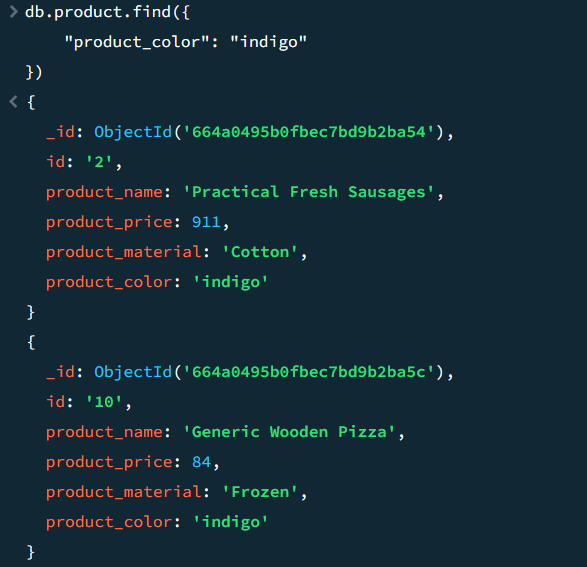 > db.product.find({
"product_color": "indigo"
})
< {
_id: ObjectId('664a0495b0fbec7bd9b2ba54'),
id: '2',
product_name: 'Practical Fresh Sausages',
product_price: 911,
product_material: 'Cotton',
product_color: 'indigo'
}
{
_id: ObjectId('664a0495b0fbec7bd9b2ba5c'),
id: '10',
product_name: 'Generic Wooden Pizza',
product_price: 84,
product_material: 'Frozen',
product_color: 'indigo'
}